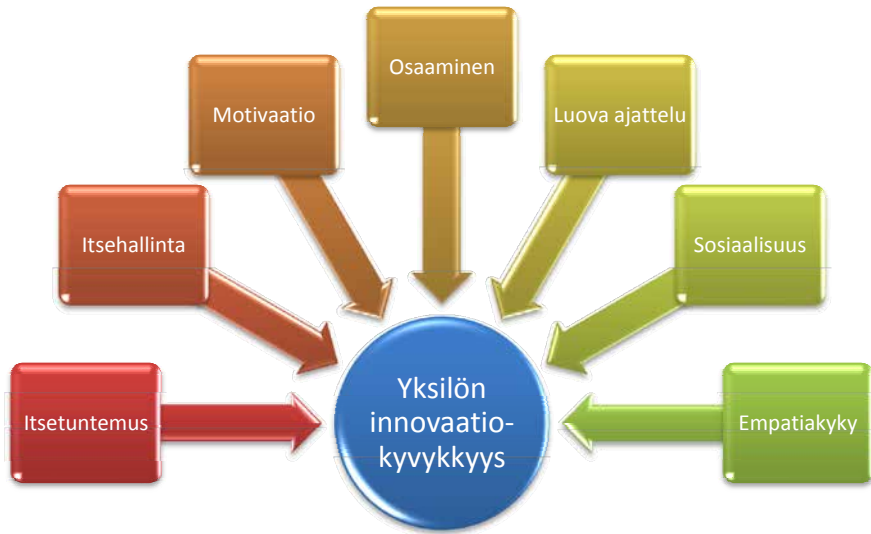 Osaaminen
Motivaatio
Luova ajattelu
Itsehallinta
Sosiaalisuus
Itsetuntemus
Yksilön
innovaatio-
kyvykkyys
Empatiakyky